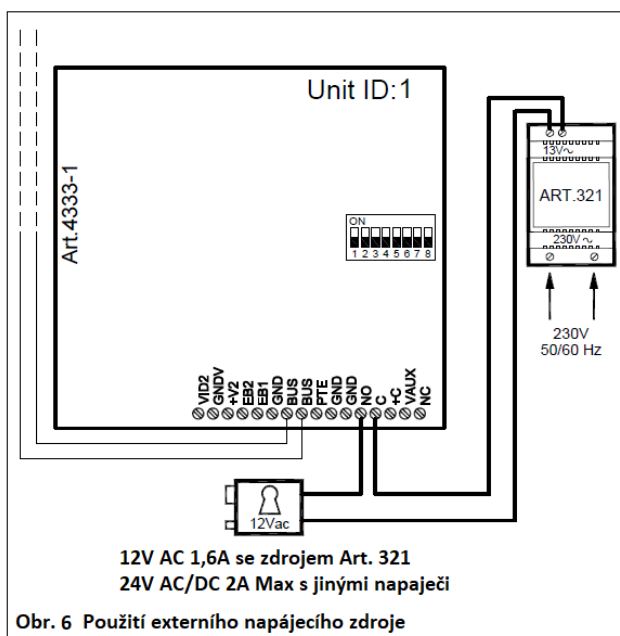 Unit ID:1
Art.4333-1
ON
1 2 3 4 5 6 7 8
13V~
ART.321
230V~
230V
50/60 Hz
VID2
GNDV
+V2
EB2
EB1
GND
BUS
BUS
PTE
GND
GND
NO
C
+C
VAUX
NC
12Vac
12V AC 1,6A se zdrojem Art. 321
24V AC/DC 2A Max s jinými napaječi
Obr. 6 Použití externího napájecího zdroje